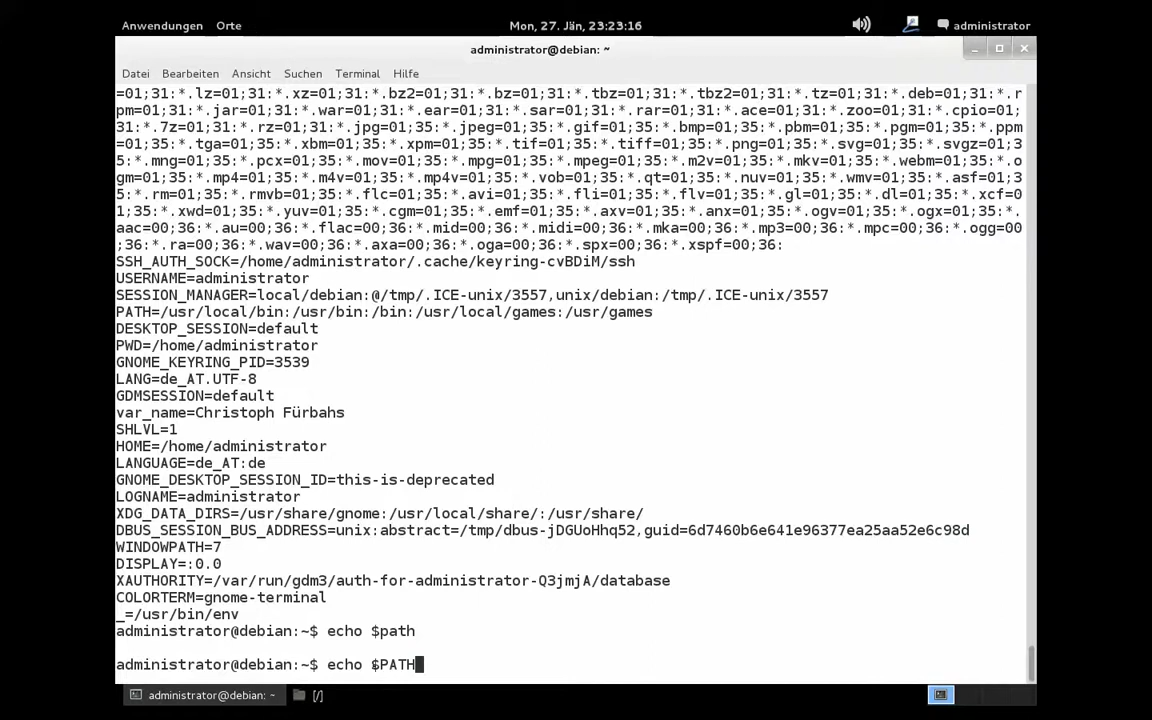 Anwendungen Orte Mon, 27. Jän, 23:23:16 administrator
administrator@debian: ~
Datei Bearbeiten Ansicht Suchen Terminal Hilfe
=01;31:*.lz=01;31:*.xz=01;31:*.bz2=01;31:*.bz=01;31:*.tbz=01;31:*.tbz2=01;31:*.tz=01;31:*.deb=01;31:*.r
pm=01;31:*.jar=01;31:*.war=01;31:*.ear=01;31:*.sar=01;31:*.rar=01;31:*.ace=01;31:*.zoo=01;31:*.cpio=01;
31:*.7z=01;31:*.rz=01;31:*.jpg=01;35:*.jpeg=01;35:*.gif=01;35:*.bmp=01;35:*.pbm=01;35:*.pgm=01;35:*.ppm
=01;35:*.tga=01;35:*.xbm=01;35:*.xpm=01;35:*.tif=01;35:*.tiff=01;35:*.png=01;35:*.svg=01;35:*.svgz=01;3
5:*.mng=01;35:*.pcx=01;35:*.mov=01;35:*.mpg=01;35:*.mpeg=01;35:*.m2v=01;35:*.mkv=01;35:*.webm=01;35:*.o
gm=01;35:*.mp4=01;35:*.m4v=01;35:*.mp4v=01;35:*.vob=01;35:*.qt=01;35:*.nuv=01;35:*.wmv=01;35:*.asf=01;3
5:*.rm=01;35:*.rmvb=01;35:*.flc=01;35:*.avi=01;35:*.fli=01;35:*.flv=01;35:*.gl=01;35:*.dl=01;35:*.xcf=0
1;35:*.xwd=01;35:*.yuv=01;35:*.cgm=01;35:*.emf=01;35:*.axv=01;35:*.anx=01;35:*.ogv=01;35:*.ogx=01;35:*.
aac=00;36:*.au=00;36:*.flac=00;36:*.mid=00;36:*.midi=00;36:*.mka=00;36:*.mp3=00;36:*.mpc=00;36:*.ogg=00
;36:*.ra=00;36:*.wav=00;36:*.axa=00;36:*.oga=00;36:*.spx=00;36:*.xspf=00;36:
SSH_AUTH_SOCK=/home/administrator/.cache/keyring-cvBDiM/ssh
USERNAME=administrator
SESSION_MANAGER=local/debian:@/tmp/.ICE-unix/3557,unix/debian:/tmp/.ICE-unix/3557
PATH=/usr/local/bin:/usr/bin:/bin:/usr/local/games:/usr/games
DESKTOP_SESSION=default
PWD=/home/administrator
GNOME_KEYRING_PID=3539
LANG=de_AT.UTF-8
GDMSESSION=default
var_name=Christoph Fürbahs
SHLVL=1
HOME=/home/administrator
LANGUAGE=de_AT:de
GNOME_DESKTOP_SESSION_ID=this-is-deprecated
LOGNAME=administrator
XDG_DATA_DIRS=/usr/share/gnome:/usr/local/share/:/usr/share/
DBUS_SESSION_BUS_ADDRESS=unix:abstract=/tmp/dbus-jDGUoHhq52,guid=6d7460b6e641e96377ea25aa52e6c98d
WINDOWPATH=7
DISPLAY=:0.0
XAUTHORITY=/var/run/gdm3/auth-for-administrator-Q3jmjA/database
COLORTERM=gnome-terminal
_=/usr/bin/env
administrator@debian:~$ echo $path
administrator@debian:~$ echo $PATH
administrator@debian: ~ [/]